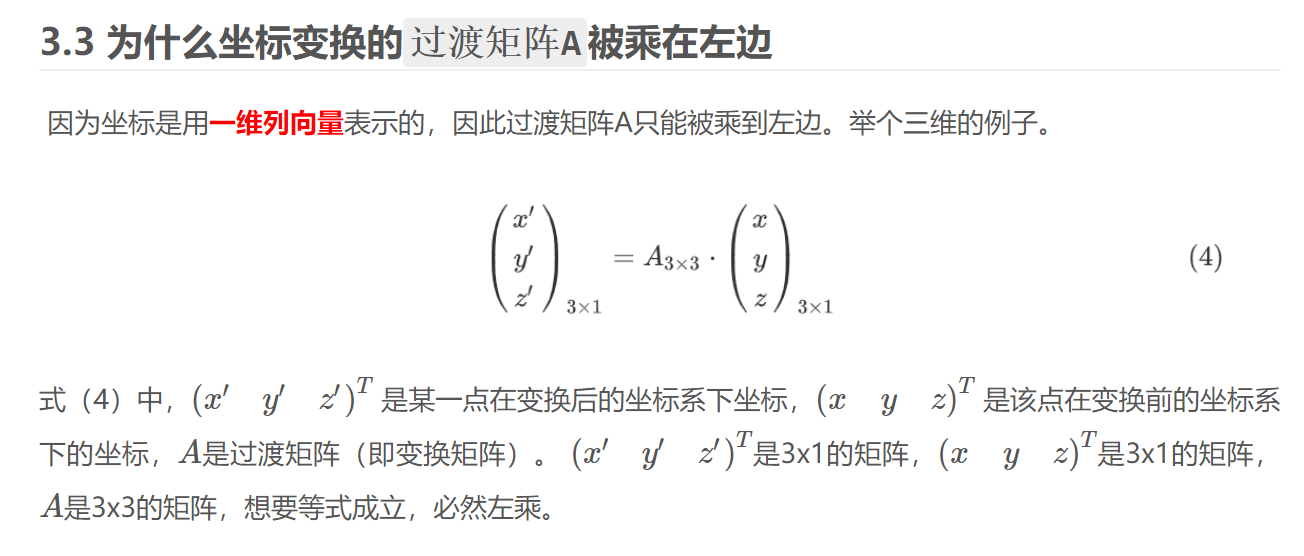 3.3 为什么坐标变换的过渡矩阵A被乘在左边
因为坐标是用一维列向量表示的，因此过渡矩阵A只能被乘到左边。举个三维的例子。
$$\begin{pmatrix} x' \\ y' \\ z' \end{pmatrix}_{3\times1} = A_{3\times3} \cdot \begin{pmatrix} x \\ y \\ z \end{pmatrix}_{3\times1} \quad (4)$$
式（4）中，$(x' \quad y' \quad z')^T$ 是某一点在变换后的坐标系下坐标，$(x \quad y \quad z)^T$ 是该点在变换前的坐标系
下的坐标，$A$是过渡矩阵（即变换矩阵）。 $(x' \quad y' \quad z')^T$是3x1的矩阵，$(x \quad y \quad z)^T$是3x1的矩阵，
$A$是3x3的矩阵，想要等式成立，必然左乘。